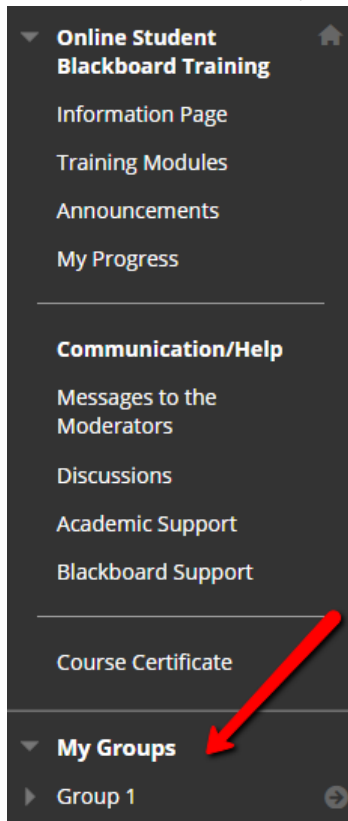 Online Student
Blackboard Training
Information Page
Training Modules
Announcements
My Progress
Communication/Help
Messages to the
Moderators
Discussions
Academic Support
Blackboard Support
Course Certificate
My Groups
Group 1